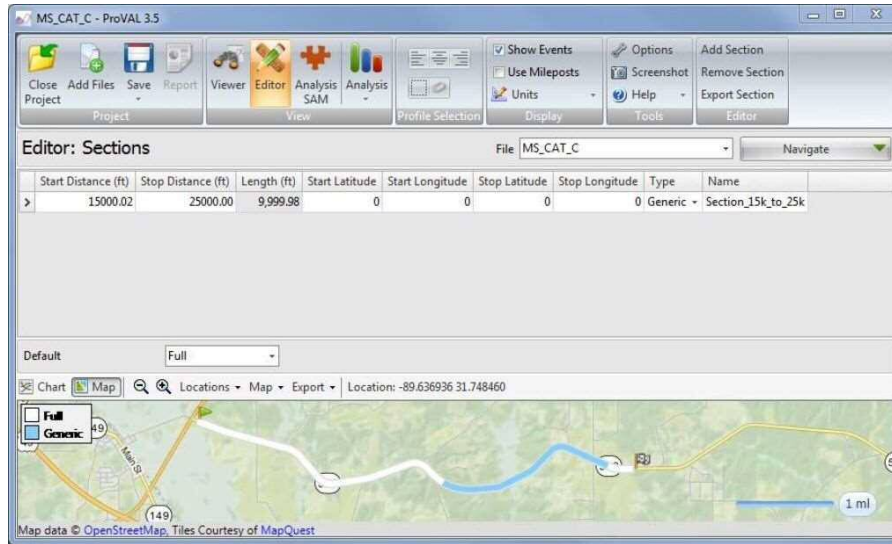 MS_CAT_C - ProVAL 3.5
Close Project
Add Files
Save
Report
Project
Viewer
Editor
Analysis SAM
Analysis
View
Profile Selection
Show Events
Use Mileposts
Units
Display
Options
Screenshot
Help
Tools
Add Section
Remove Section
Export Section
Editor
Editor: Sections
File MS_CAT_C
Navigate
Start Distance (ft) Stop Distance (ft) Length (ft) Start Latitude Start Longitude Stop Latitude Stop Longitude Type Name
15000.02 25000.00 9,999.98 0 0 0 0 Generic Section_15k_to_25k
Default Full
Chart Map Locations Map Export Location: -89.636936 31.748460
Full
Generic
49
Main St
149
1 ml
Map data © OpenStreetMap, Tiles Courtesy of MapQuest